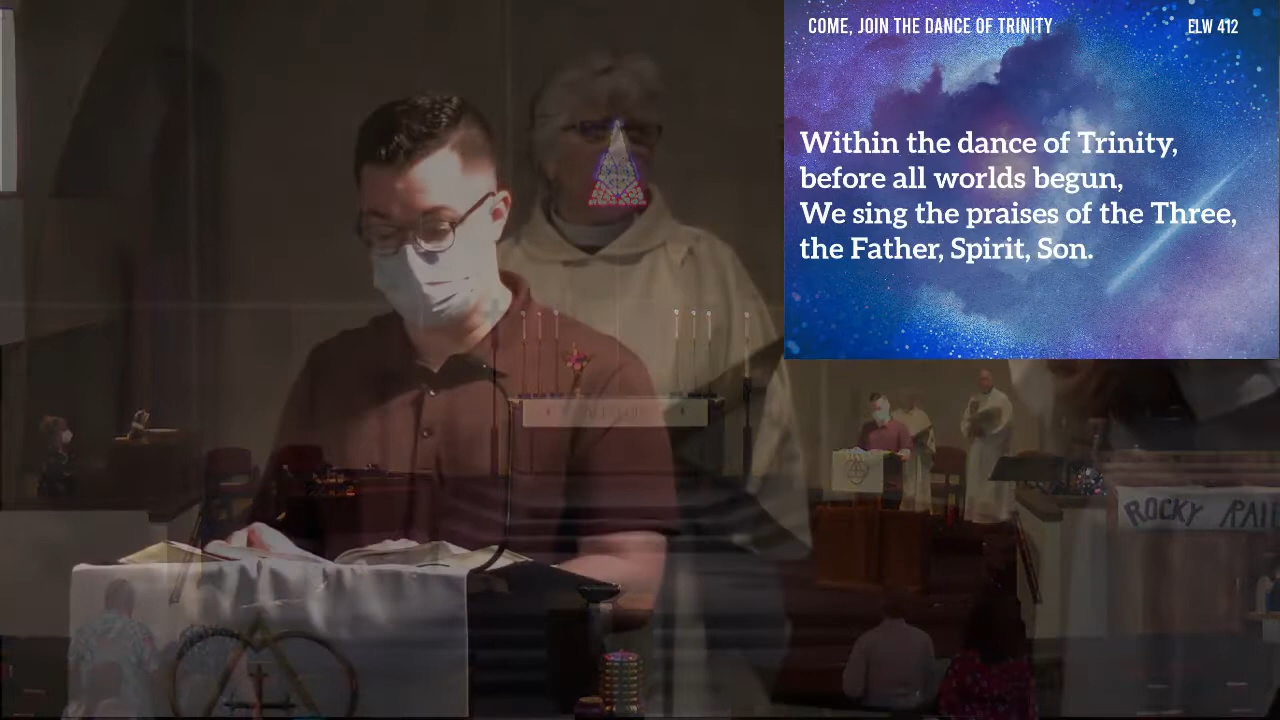 COME, JOIN THE DANCE OF TRINITY
ELW 412
Within the dance of Trinity,
before all worlds begun,
We sing the praises of the Three,
the Father, Spirit, Son.
ROCKY